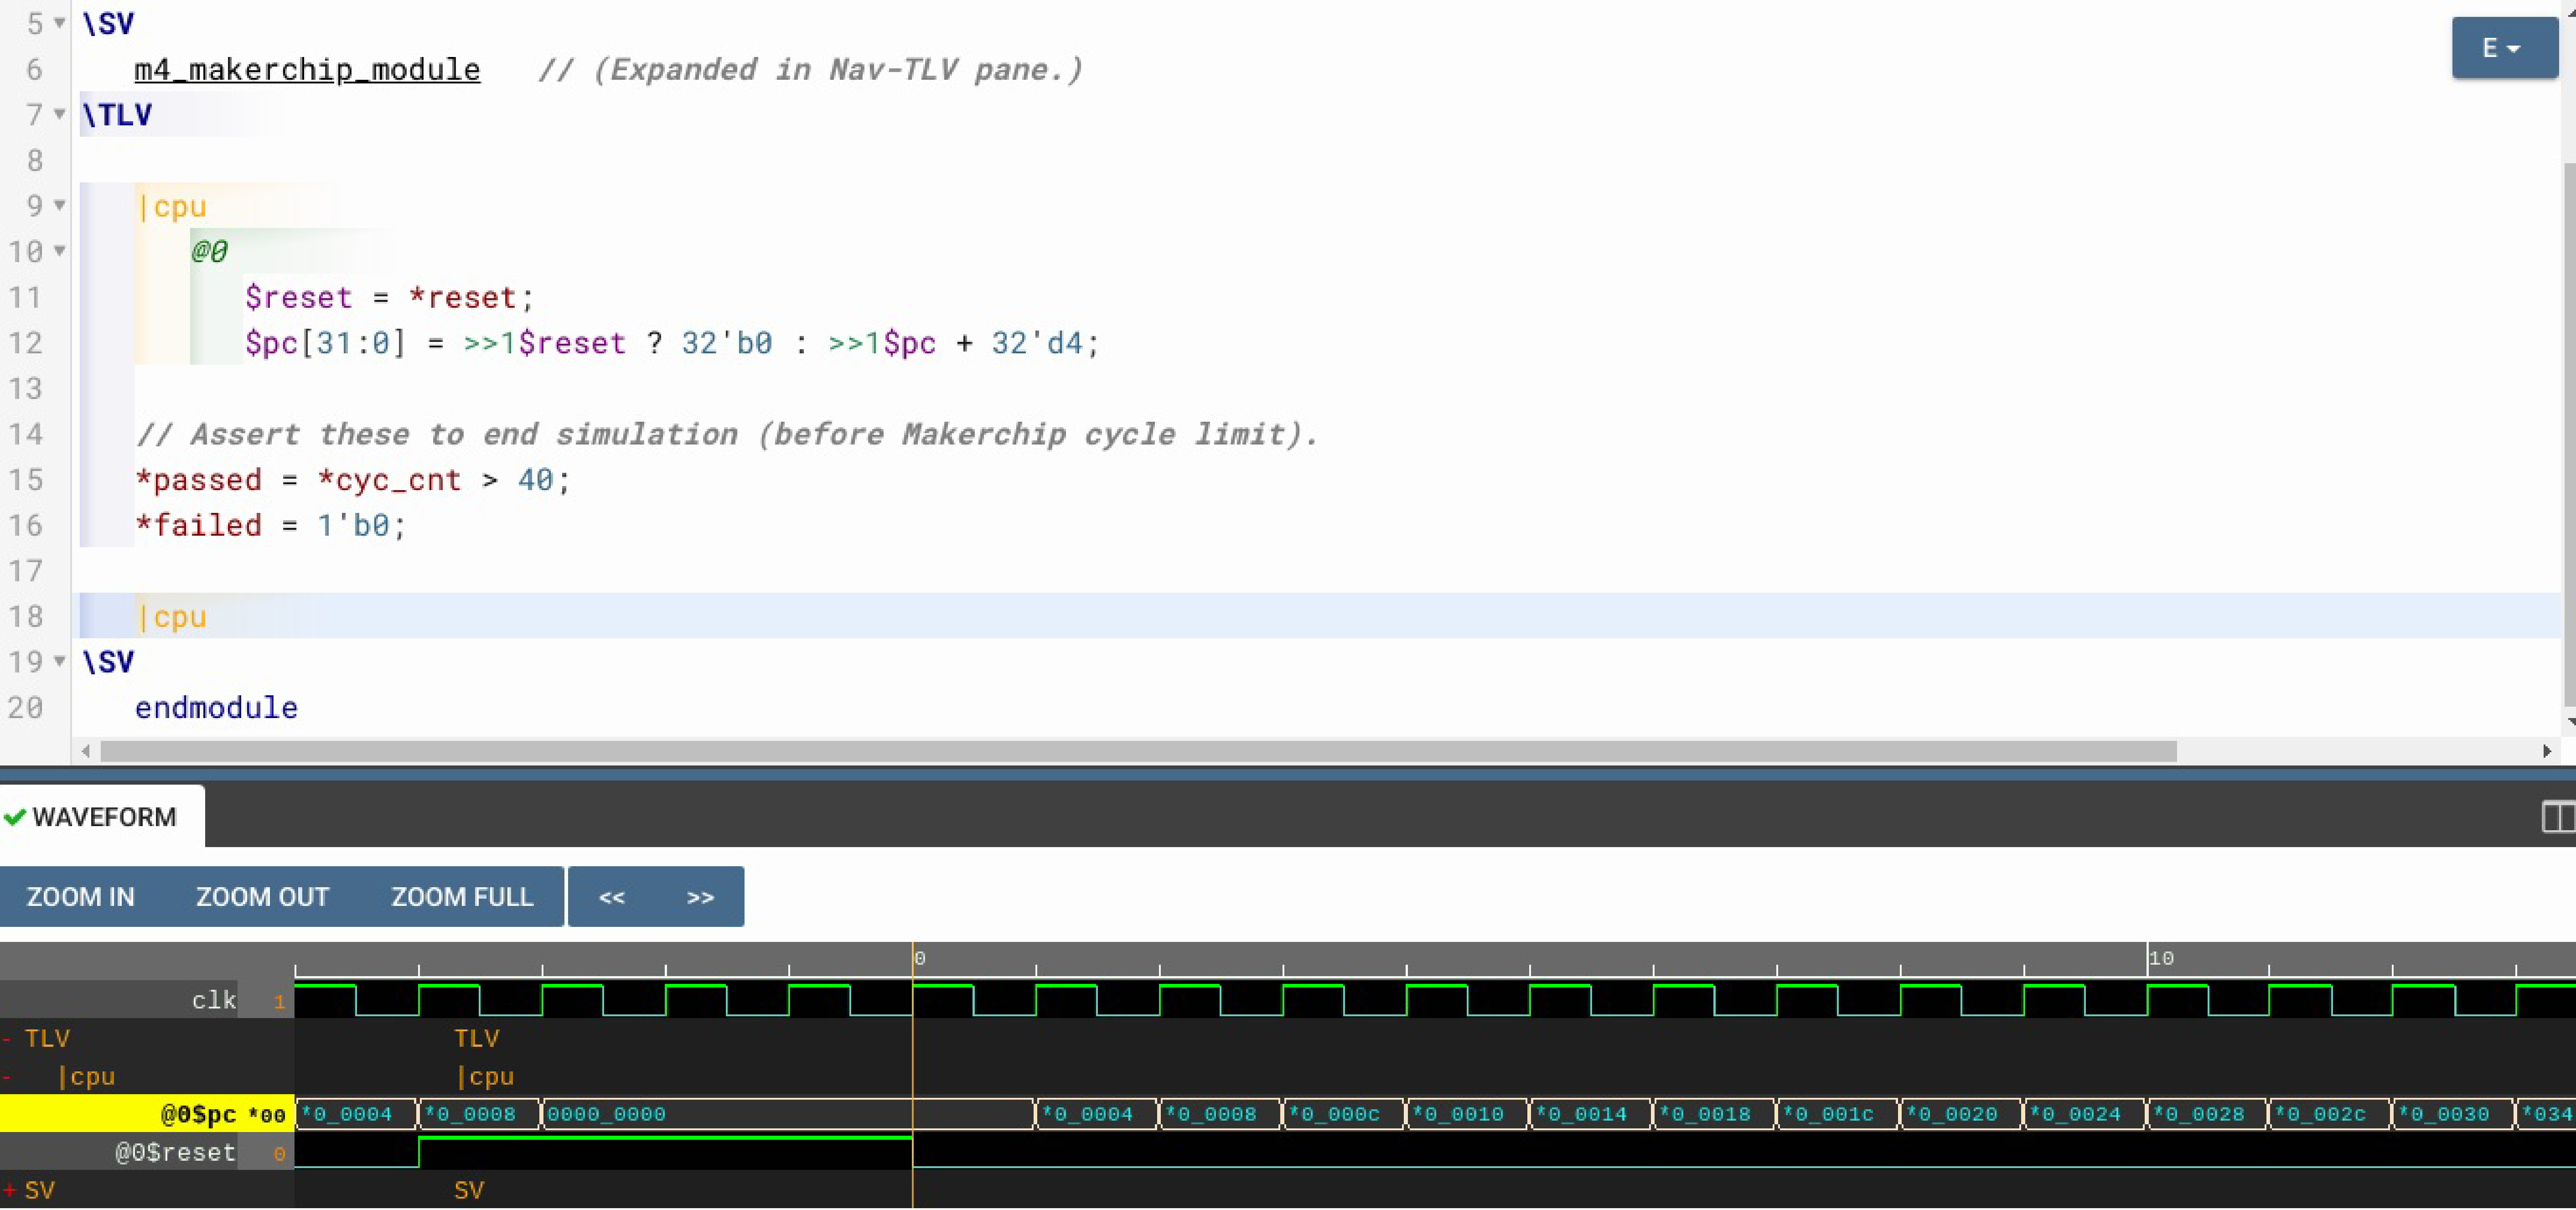 5 \SV
6 m4_makerchip_module // (Expanded in Nav-TLV pane.)
E
7 \TLV
8
9 |cpu
10 @0
11 $reset = *reset;
12 $pc[31:0] = >>1$reset ? 32'b0 : >>1$pc + 32'd4;
13
14 // Assert these to end simulation (before Makerchip cycle limit).
15 *passed = *cyc_cnt > 40;
16 *failed = 1'b0;
17
18 |cpu
19 \SV
20 endmodule
WAVEFORM
ZOOM IN ZOOM OUT ZOOM FULL << >>
0 10
clk 1
- TLV TLV
- |cpu |cpu
@0$pc *00 *0_0004 *0_0008 0000_0000 *0_0004 *0_0008 *0_000c *0_0010 *0_0014 *0_0018 *0_001c *0_0020 *0_0024 *0_0028 *0_002c *0_0030 *034
@0$reset 0
+ SV SV